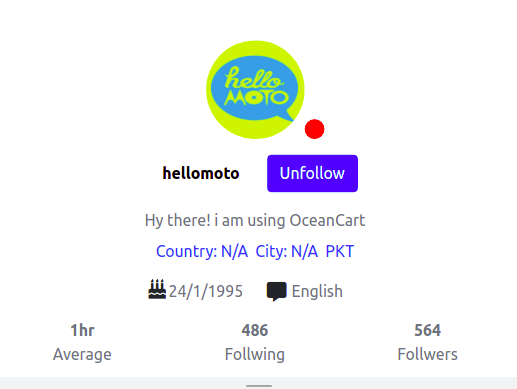 hello
MOTO
hellomoto Unfollow
Hy there! i am using OceanCart
Country: N/A City: N/A PKT
24/1/1995 English
1hr 486 564
Average Follwing Follwers